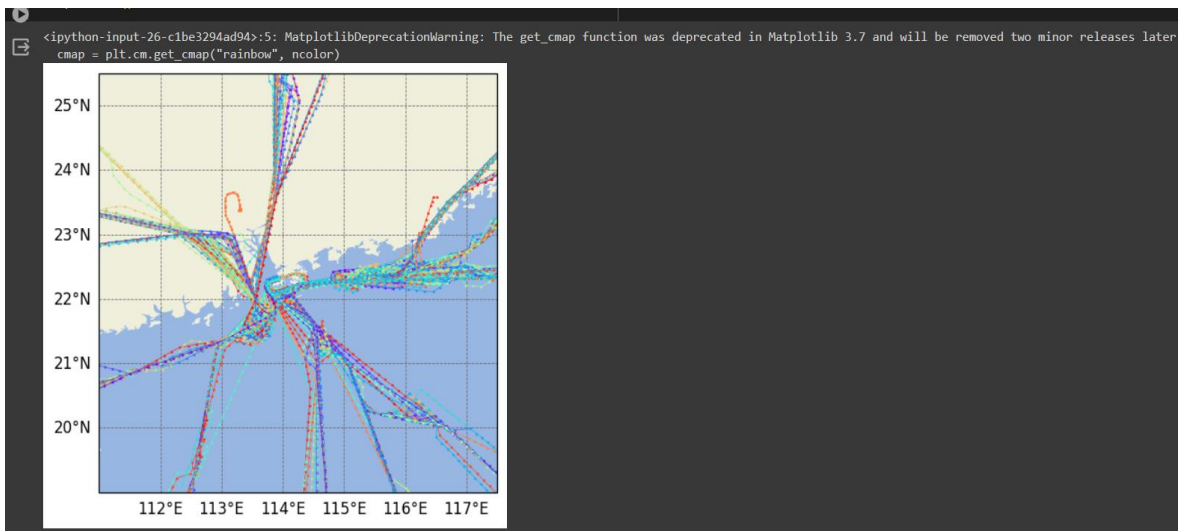 <ipython-input-26-c1be3294ad94>:5: MatplotlibDeprecationWarning: The get_cmap function was deprecated in Matplotlib 3.7 and will be removed two minor releases later
cmap = plt.cm.get_cmap("rainbow", ncolor)
25°N
24°N
23°N
22°N
21°N
20°N
112°E 113°E 114°E 115°E 116°E 117°E